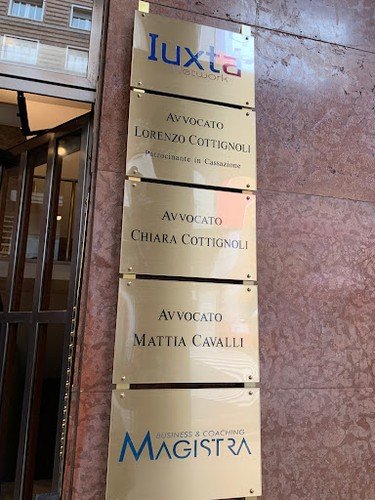 Iuxta
network
AVVOCATO
LORENZO COTTIGNOLI
Patrocinante in Cassazione
AVVOCATO
CHIARA COTTIGNOLI
AVVOCATO
MATTIA CAVALLI
BUSINESS & COACHING
MAGISTRA